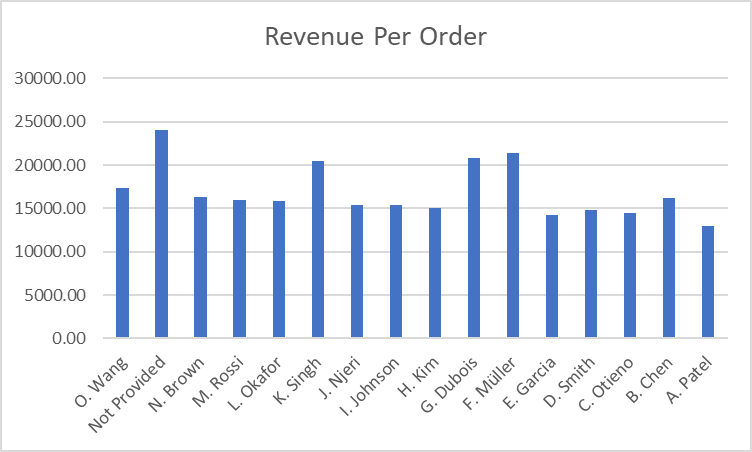 Revenue Per Order
30000.00
25000.00
20000.00
15000.00
10000.00
5000.00
0.00
O. Wang
Not Provided
N. Brown
M. Rossi
L. Okafor
K. Singh
J. Njeri
I. Johnson
H. Kim
G. Dubois
F. Müller
E. Garcia
D. Smith
C. Otieno
B. Chen
A. Patel